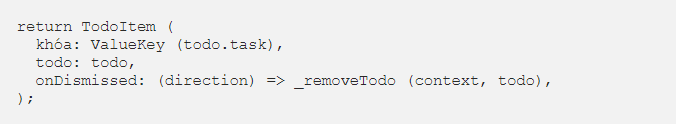 return TodoItem (
khóa: ValueKey (todo.task),
todo: todo,
onDismissed: (direction) => _removeTodo (context, todo),
);